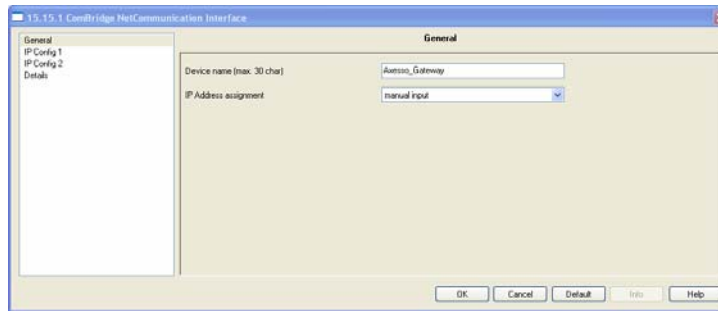 15.15.1 ComBridge NetCommunication Interface
General
IP Config 1
IP Config 2
Details
General
Device name (max. 30 char)
Axesso_Gateway
IP Address assignment
manual input
OK
Cancel
Default
Info
Help